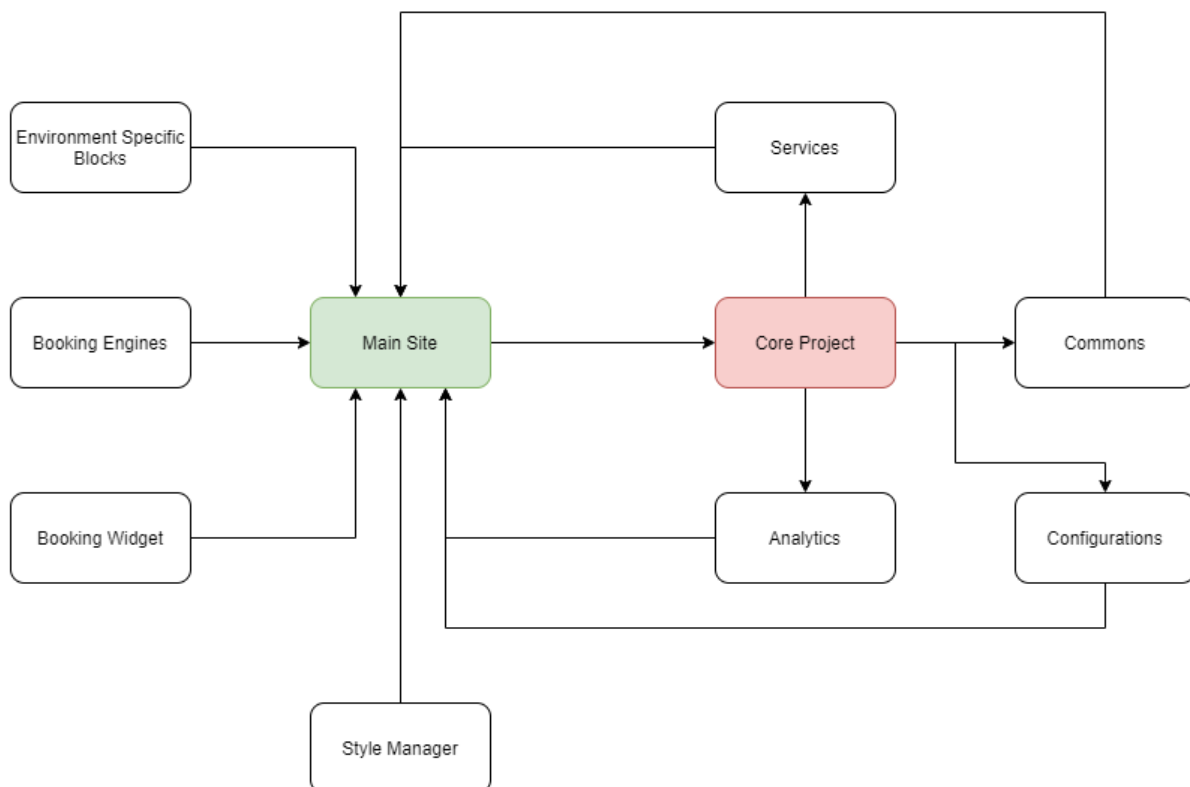 Environment Specific
Blocks
Services
Booking Engines
Main Site
Core Project
Commons
Booking Widget
Analytics
Configurations
Style Manager